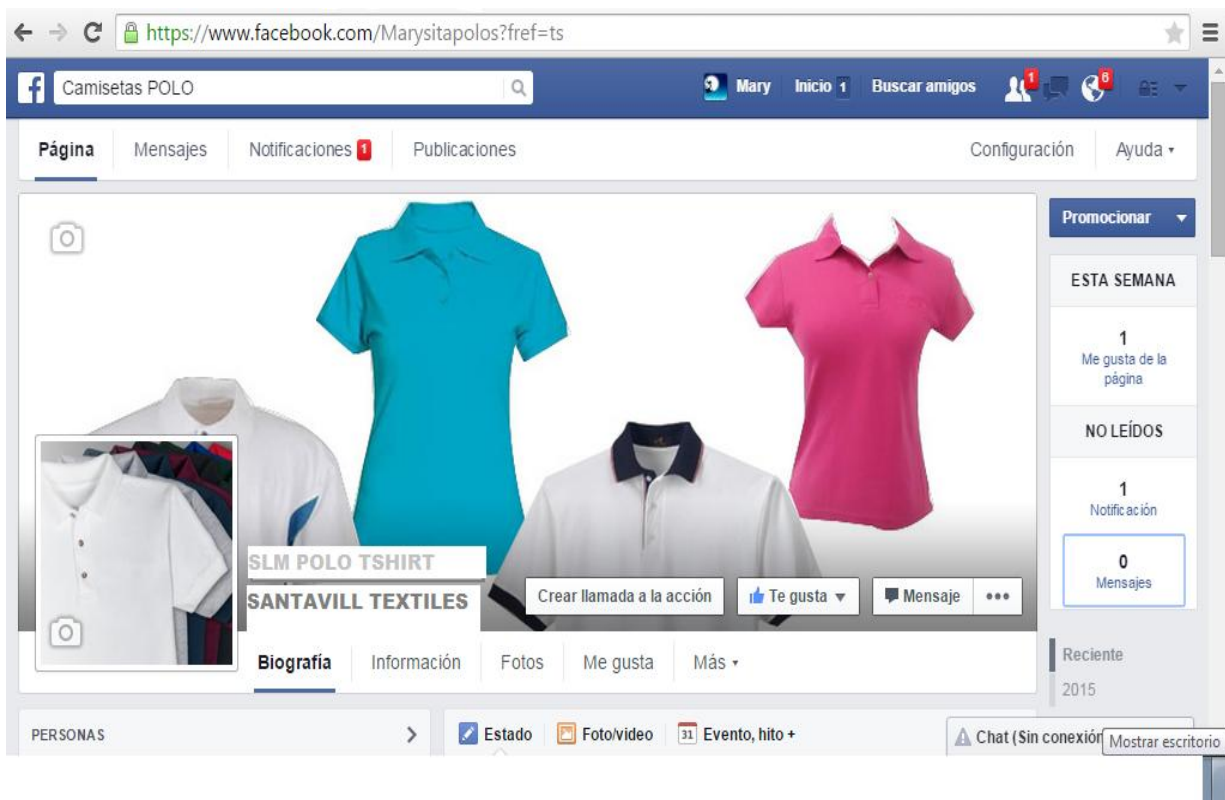 https://www.facebook.com/Marysitapolos?fref=ts
Camisetas POLO Mary Inicio 1 Buscar amigos 1 6
Página Mensajes Notificaciones 1 Publicaciones Configuración Ayuda
Promocionar
ESTA SEMANA
1
Me gusta de la
página
NO LEÍDOS
1
Notificación
0
Mensajes
SLM POLO TSHIRT
SANTAVILL TEXTILES
Crear llamada a la acción Te gusta Mensaje
Biografía Información Fotos Me gusta Más
Reciente
2015
PERSONAS
Estado Foto/video 31 Evento, hito +
Chat (Sin conexión
Mostrar escritorio